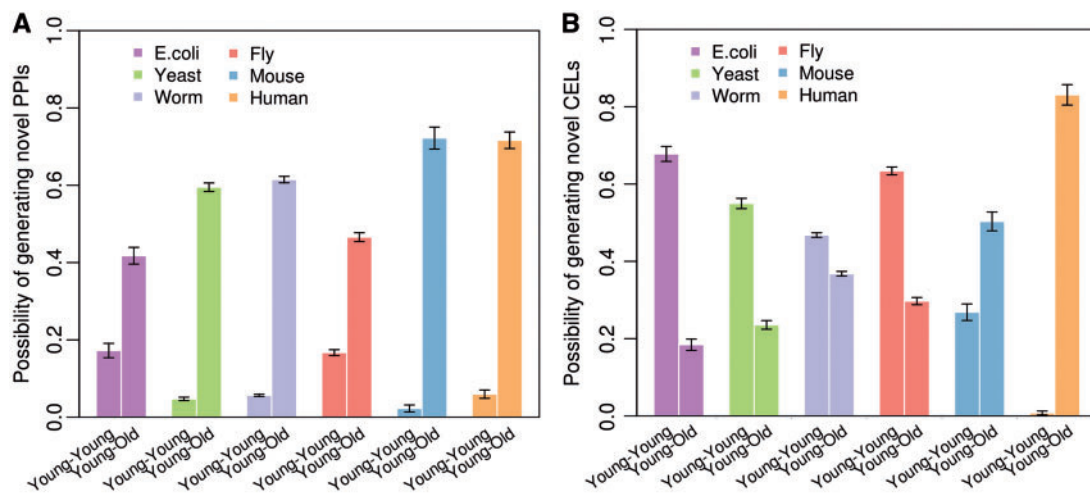 A
Possibility of generating novel PPIs
0.0 0.2 0.4 0.6 0.8 1.0
E.coli Fly
Yeast Mouse
Worm Human
Young-Young
Young-Old
Young-Young
Young-Old
Young-Young
Young-Old
Young-Young
Young-Old
Young-Young
Young-Old
Young-Young
Young-Old
B
Possibility of generating novel CELs
0.0 0.2 0.4 0.6 0.8 1.0
E.coli Fly
Yeast Mouse
Worm Human
Young-Young
Young-Old
Young-Young
Young-Old
Young-Young
Young-Old
Young-Young
Young-Old
Young-Young
Young-Old
Young-Young
Young-Old